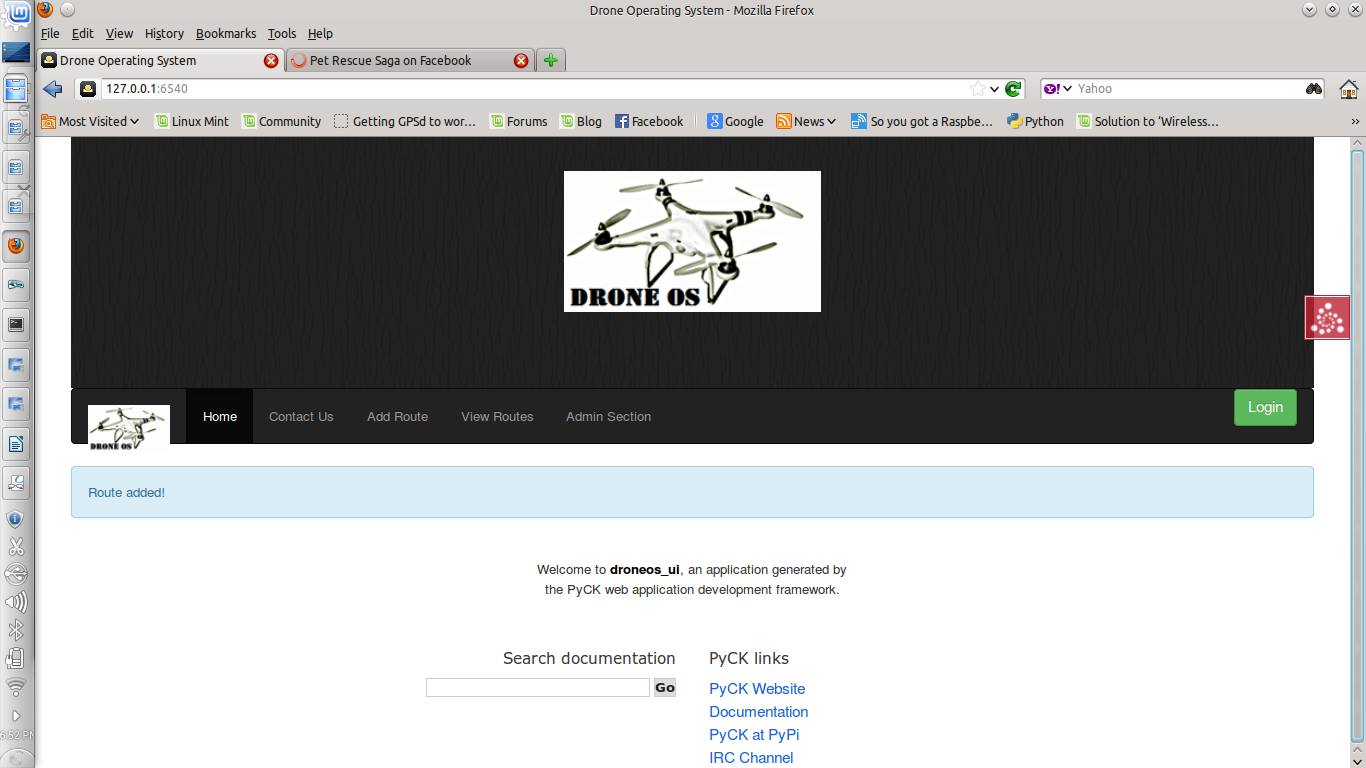 Drone Operating System - Mozilla Firefox
File Edit View History Bookmarks Tools Help
Drone Operating System Pet Rescue Saga on Facebook
127.0.0.1:6540 Yahoo
Most Visited Linux Mint Community Getting GPSd to wor... Forums Blog Facebook Google News So you got a Raspbe... Python Solution to ‘Wireless... »
DRONE OS
DRONE OS Home Contact Us Add Route View Routes Admin Section Login
Route added!
Welcome to droneos_ui, an application generated by
the PyCK web application development framework.
Search documentation PyCK links
Go PyCK Website
Documentation
PyCK at PyPi
IRC Channel
6:52 PM